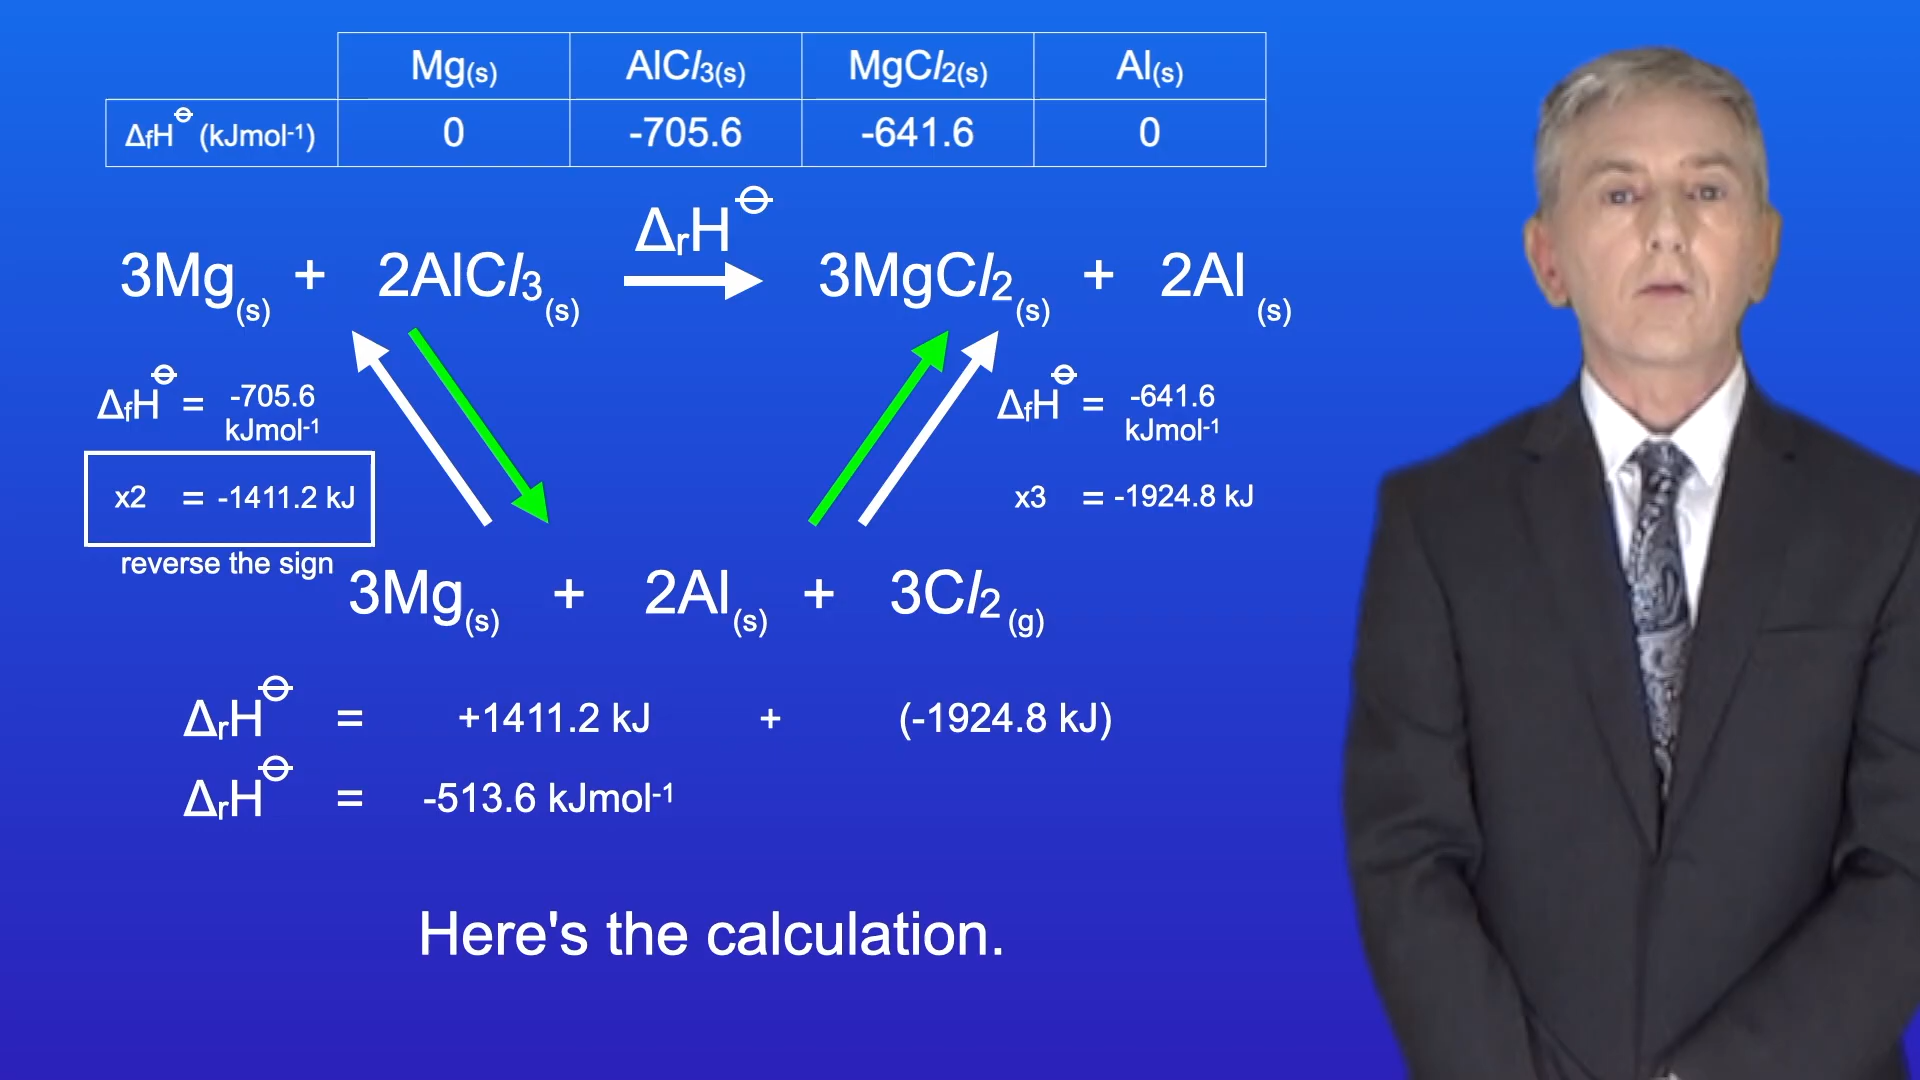 Mg(s) AlCl3(s) MgCl2(s) Al(s)
ΔfH⦵ (kJmol-1) 0 -705.6 -641.6 0
ΔrH⦵
3Mg(s) + 2AlCl3(s) → 3MgCl2(s) + 2Al(s)
ΔfH⦵ = -705.6 kJmol-1
x2 = -1411.2 kJ
reverse the sign
ΔfH⦵ = -641.6 kJmol-1
x3 = -1924.8 kJ
3Mg(s) + 2Al(s) + 3Cl2(g)
ΔrH⦵ = +1411.2 kJ + (-1924.8 kJ)
ΔrH⦵ = -513.6 kJmol-1
Here's the calculation.